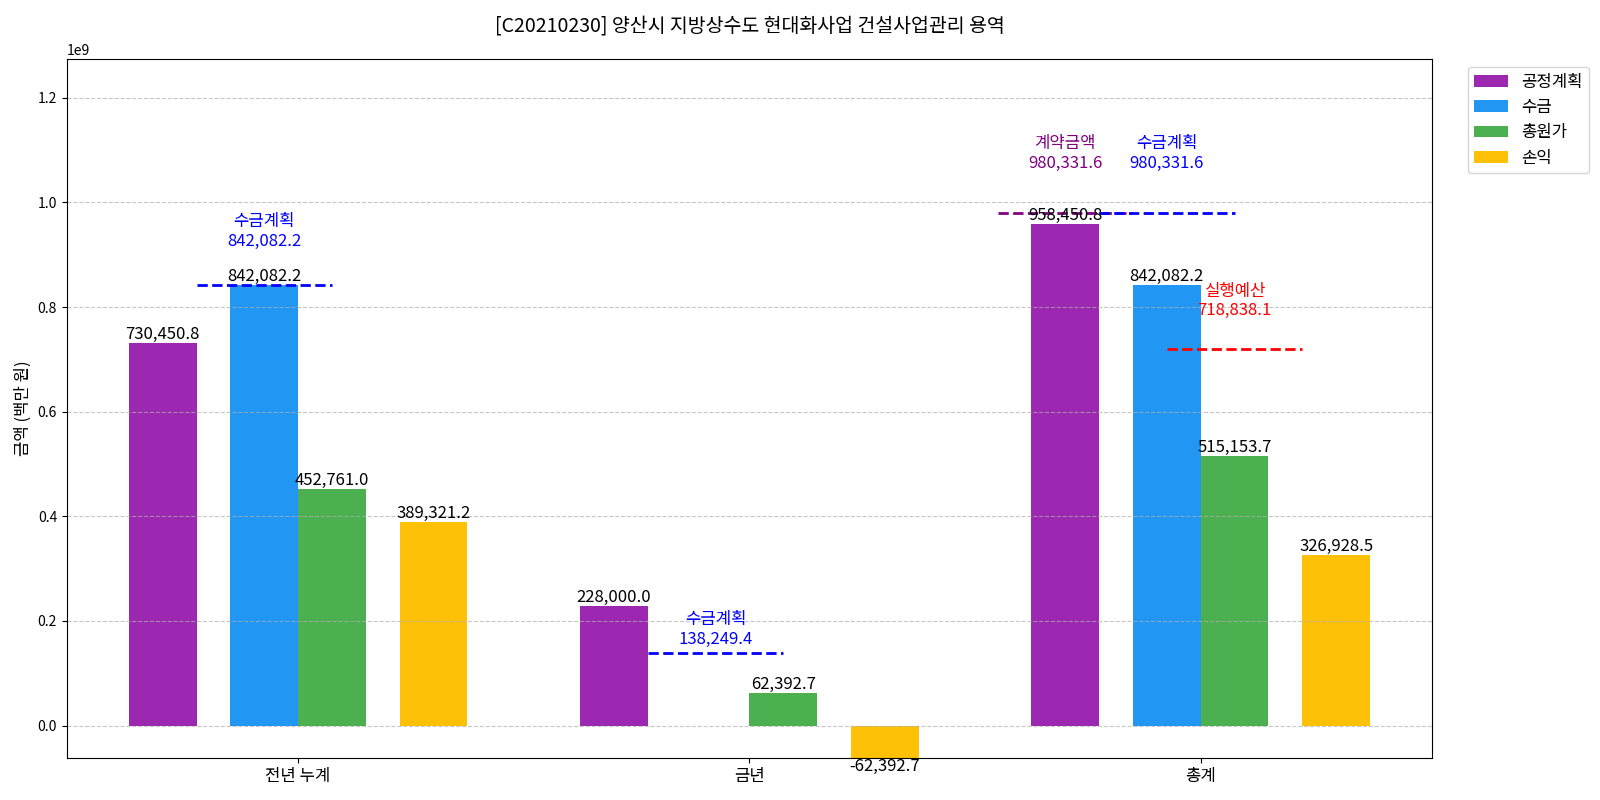 [C20210230] 양산시 지방상수도 현대화사업 건설사업관리 용역
1e9
1.2
1.0
0.8
0.6
0.4
0.2
0.0
금액 (백만 원)
수금계획
842,082.2
842,082.2
730,450.8
452,761.0
389,321.2
228,000.0
수금계획
138,249.4
62,392.7
-62,392.7
계약금액
980,331.6
수금계획
980,331.6
958,450.8
842,082.2
실행예산
718,838.1
515,153.7
326,928.5
전년 누계
금년
총계
공정계획
수금
총원가
손익